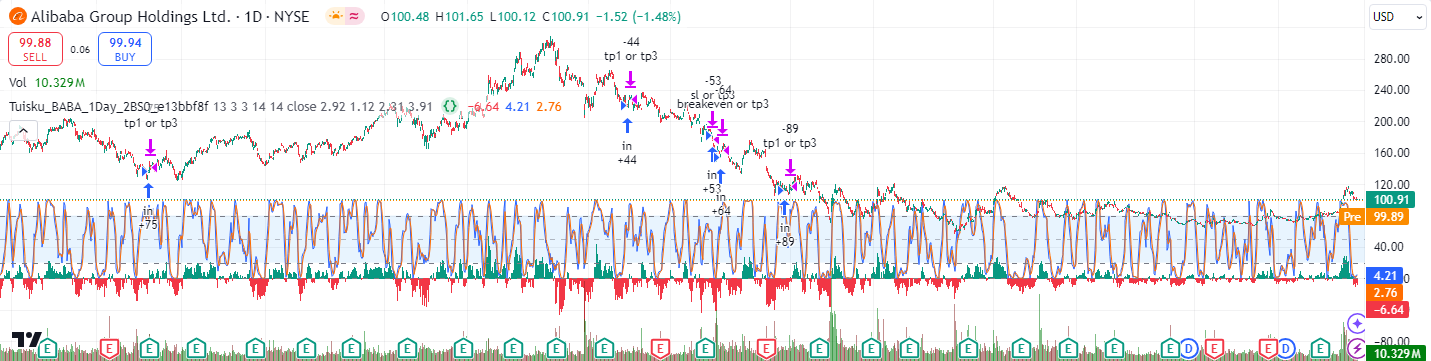 Alibaba Group Holdings Ltd. · 1D · NYSE O100.48 H101.65 L100.12 C100.91 −1.52 (−1.48%)
USD
99.88
SELL
0.06
99.94
BUY
Vol 10.329M
Tuisku_BABA_1Day_2BS0_e13bbf8f 13 3 3 14 14 close 2.92 1.12 2.31 3.91 −6.64 4.21 2.76
tp1 or tp3
in
+75
-44
tp1 or tp3
in
+44
-53
sl or tp3
-64
breakeven or tp3
in
+53
in
+64
-89
tp1 or tp3
in
+89
280.00
240.00
200.00
160.00
120.00
100.91
Pre 99.89
40.00
4.21
2.76
−6.64
-80.00
10.329M
E E E E E E E E E E E E E E E E E E E E E D E E D E